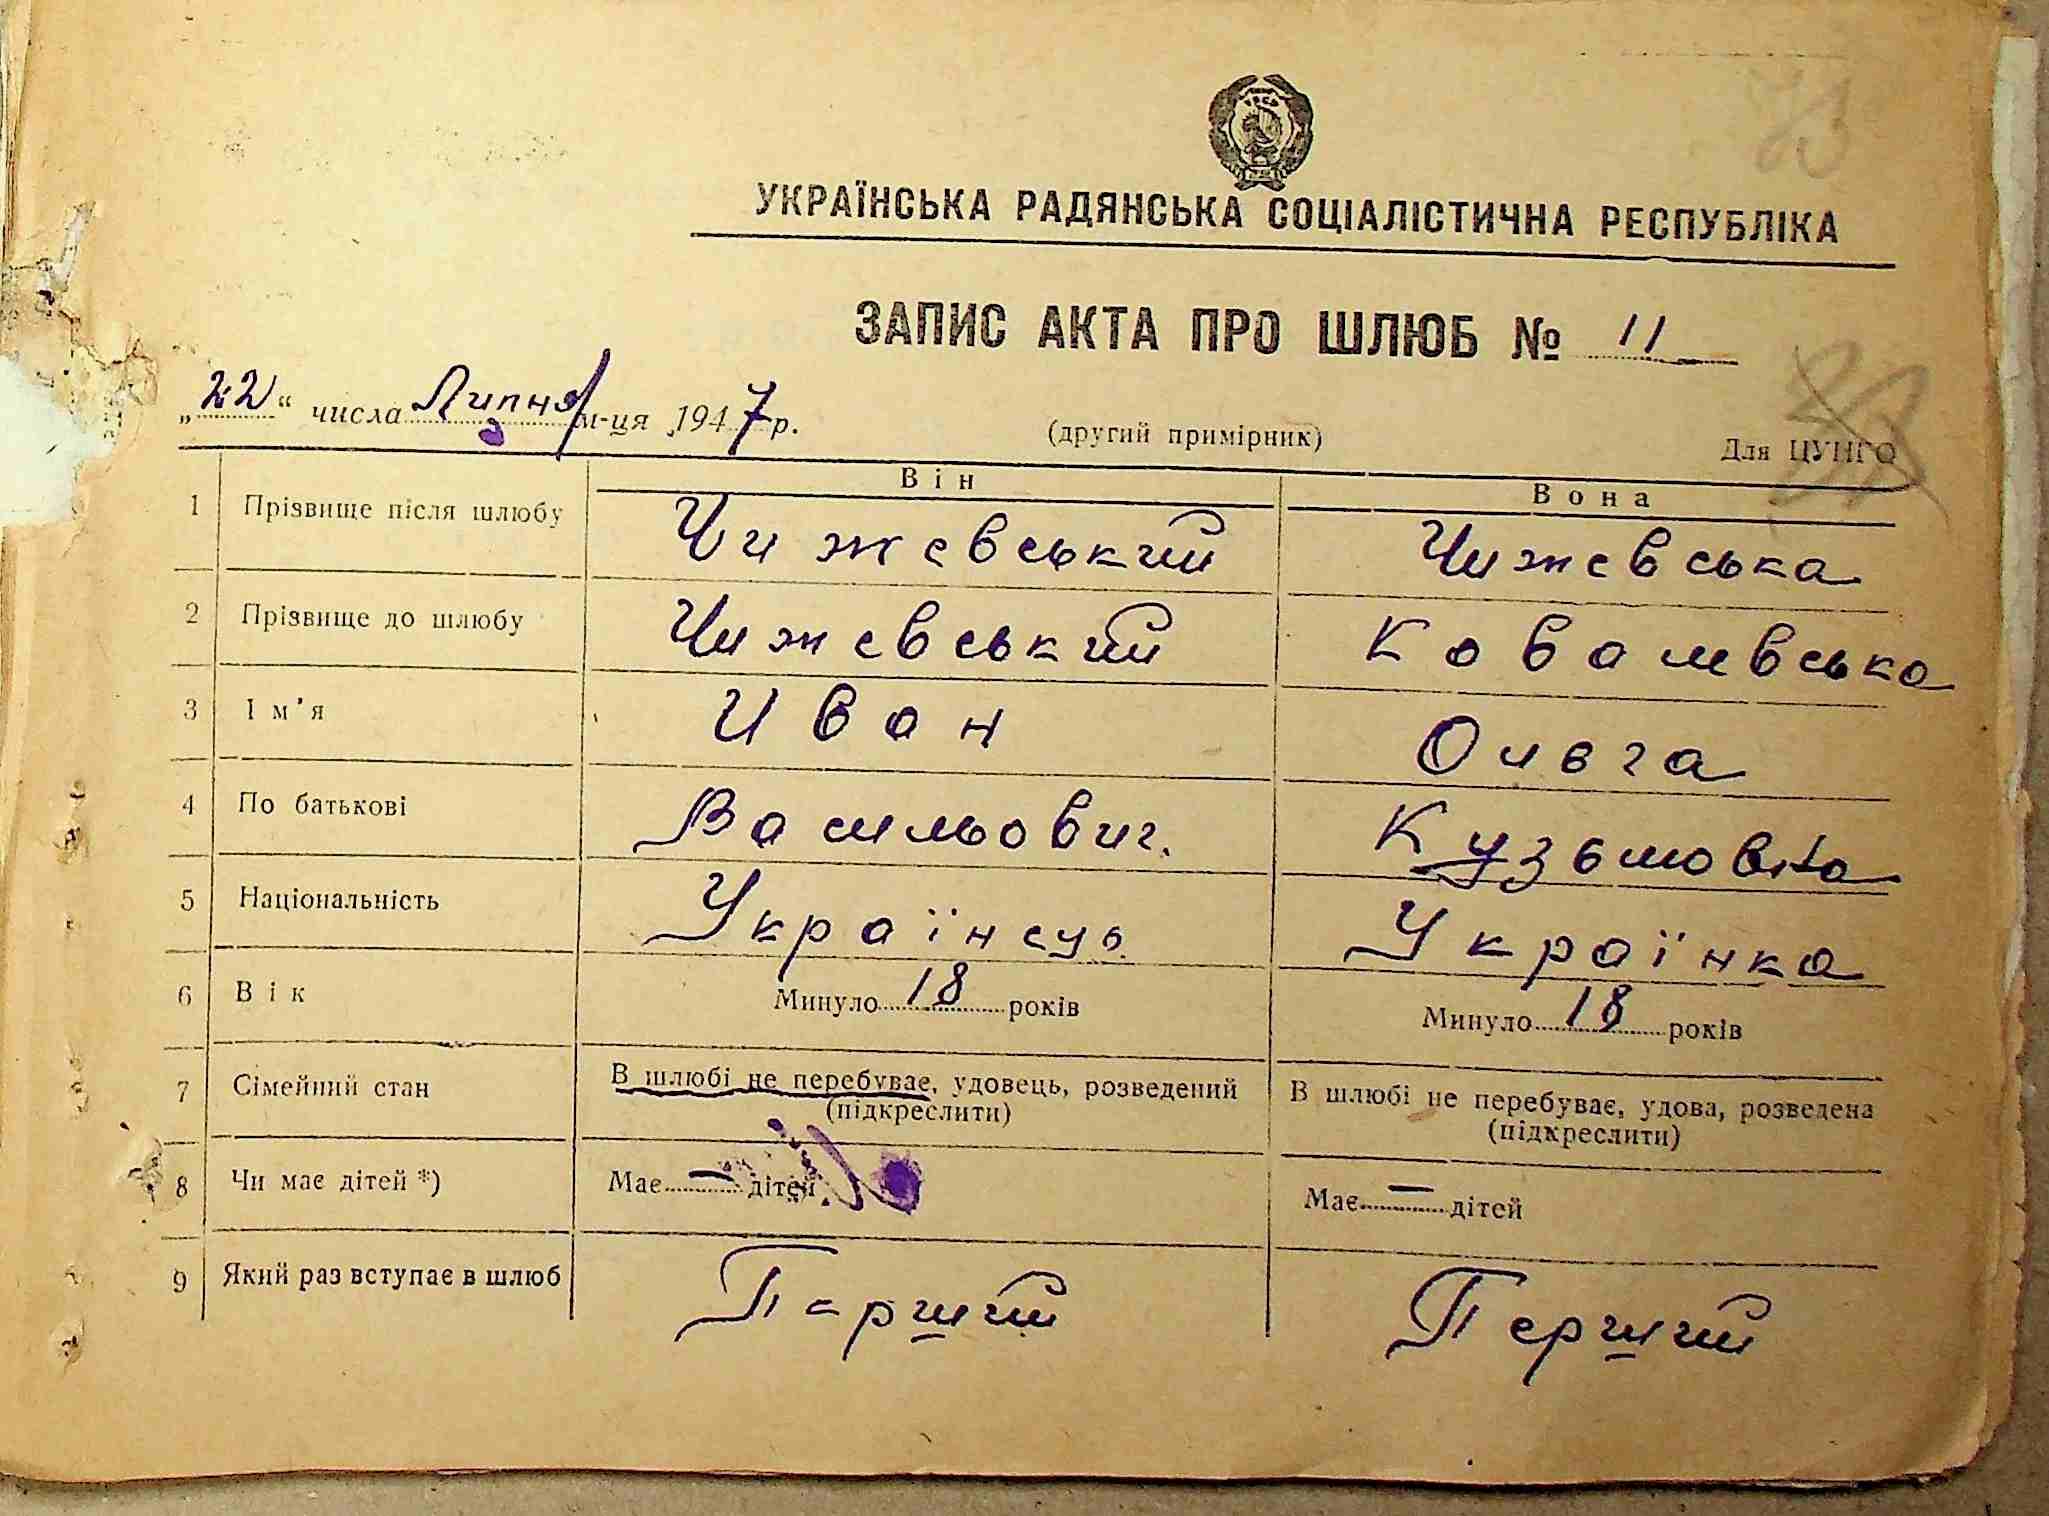 УРСР
УКРАЇНСЬКА РАДЯНСЬКА СОЦІАЛІСТИЧНА РЕСПУБЛІКА
ЗАПИС АКТА ПРО ШЛЮБ № 11
„22“ числа Липня м-ця 1947 р.
(другий примірник) Для ЦУНГО
Він Вона
1 Прізвище після шлюбу Чижевський Чижевська
2 Прізвище до шлюбу Чижевський Ковалевська
3 Ім'я Иван Ольга
4 По батькові Васильович. Кузьмовна
5 Національність Українець Українка
6 Вік Минуло 18 років Минуло 18 років
7 Сімейний стан В шлюбі не перебуває, удовець, розведений В шлюбі не перебуває, удова, розведена
(підкреслити) (підкреслити)
8 Чи має дітей *) Має — дітей Має — дітей
9 Який раз вступає в шлюб Перший Перший